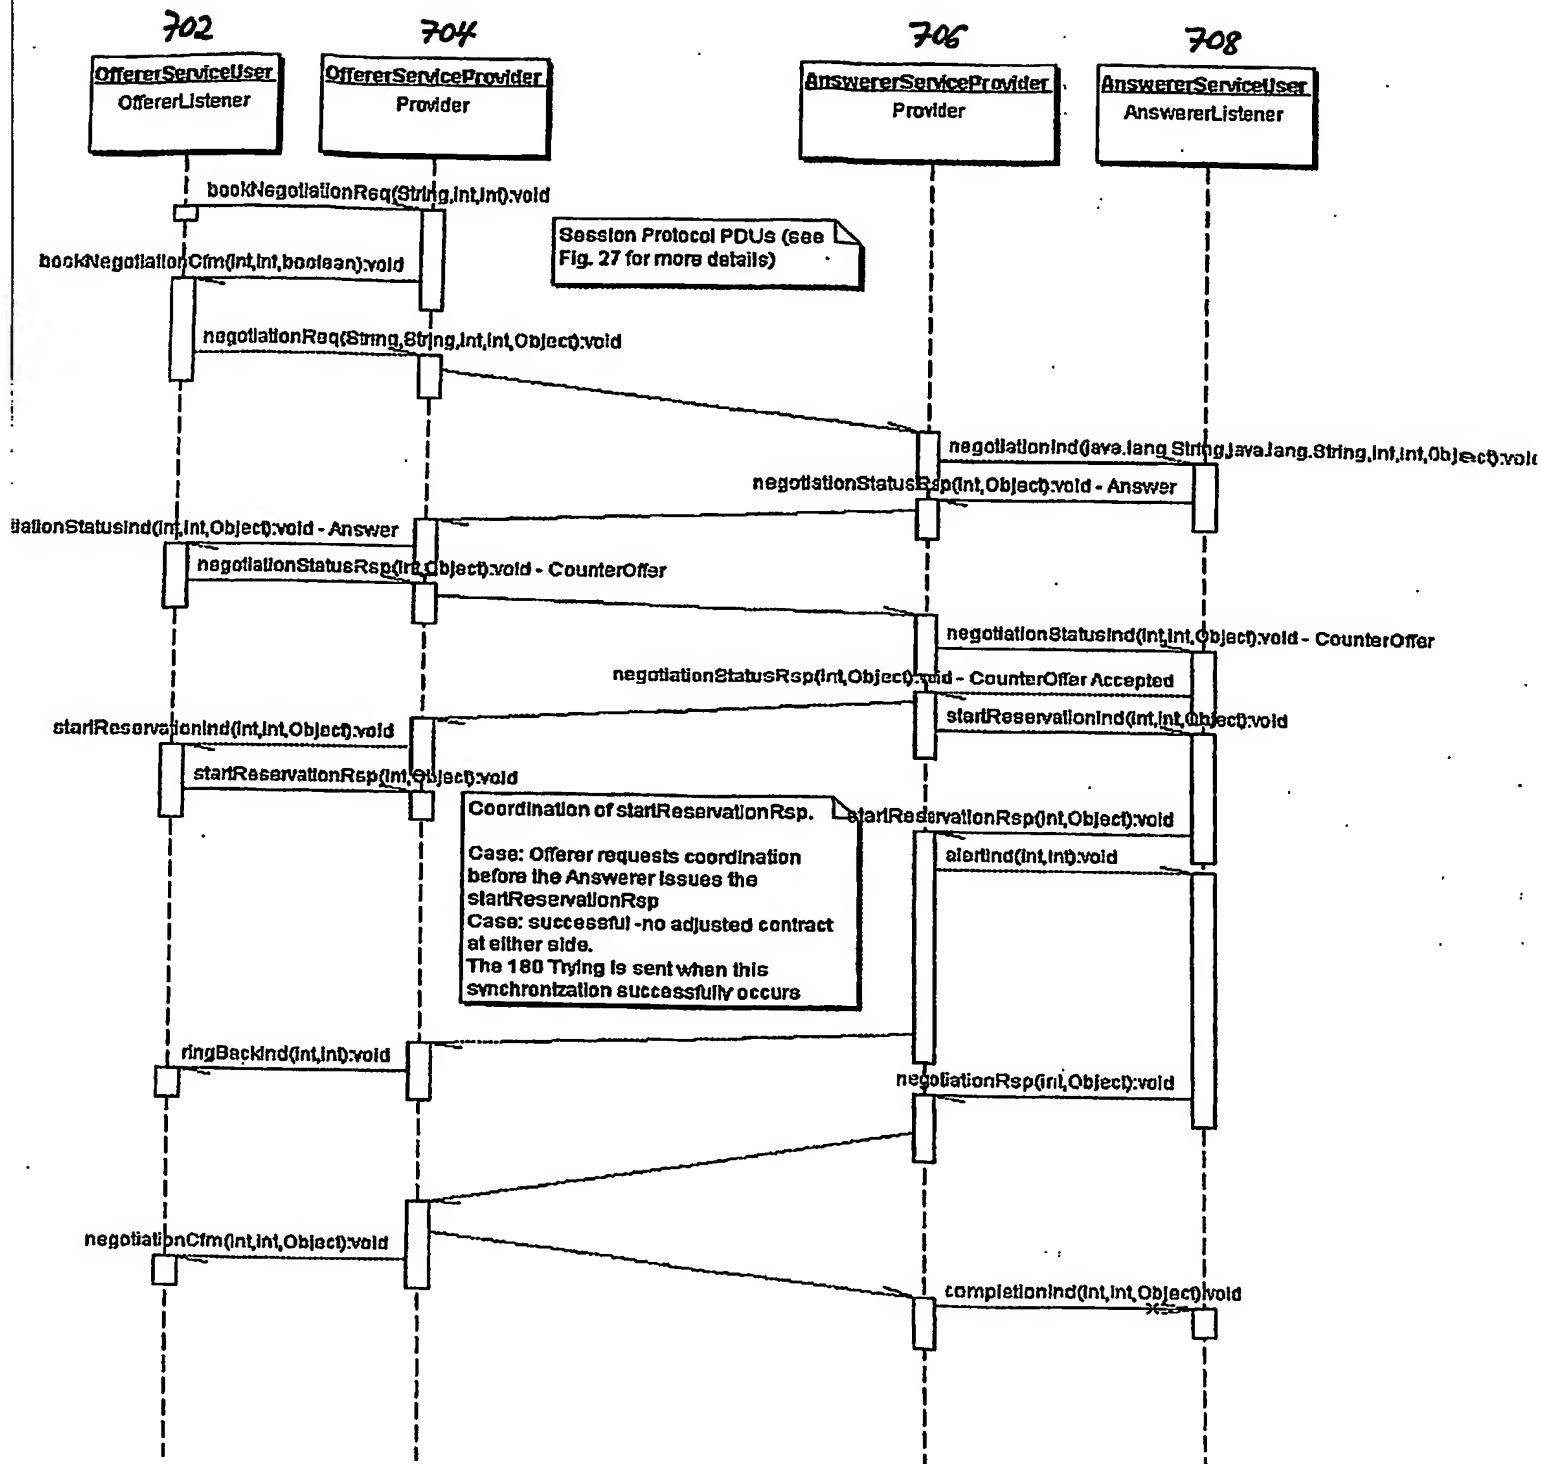 702
704
706
708
OffererServiceUser
OffererListener
OffererServiceProvider
Provider
AnswererServiceProvider
Provider
AnswererServiceUser
AnswererListener
bookNegotiationReq(String,int,int):void
Session Protocol PDUs (see
Fig. 27 for more details)
bookNegotiationCfm(int,int,boolean):void
negotiationReq(String,String,int,int,Object):void
negotiationInd(java.lang.String,java.lang.String,int,int,Object):void
negotiationStatusRsp(int,Object):void - Answer
tiationStatusInd(int,int,Object):void - Answer
negotiationStatusRsp(int,Object):void - CounterOffer
negotiationStatusInd(int,int,Object):void - CounterOffer
negotiationStatusRsp(int,Object):void - CounterOffer Accepted
startReservationInd(int,int,Object):void
startReservationInd(int,int,Object):void
startReservationRsp(int,Object):void
Coordination of startReservationRsp.
Case: Offerer requests coordination
before the Answerer issues the
startReservationRsp
Case: successful -no adjusted contract
at either side.
The 180 Trying is sent when this
synchronization successfully occurs
startReservationRsp(int,Object):void
alertInd(int,int):void
ringBackInd(int,int):void
negotiationRsp(int,Object):void
negotiationCfm(int,int,Object):void
completionInd(int,int,Object):void